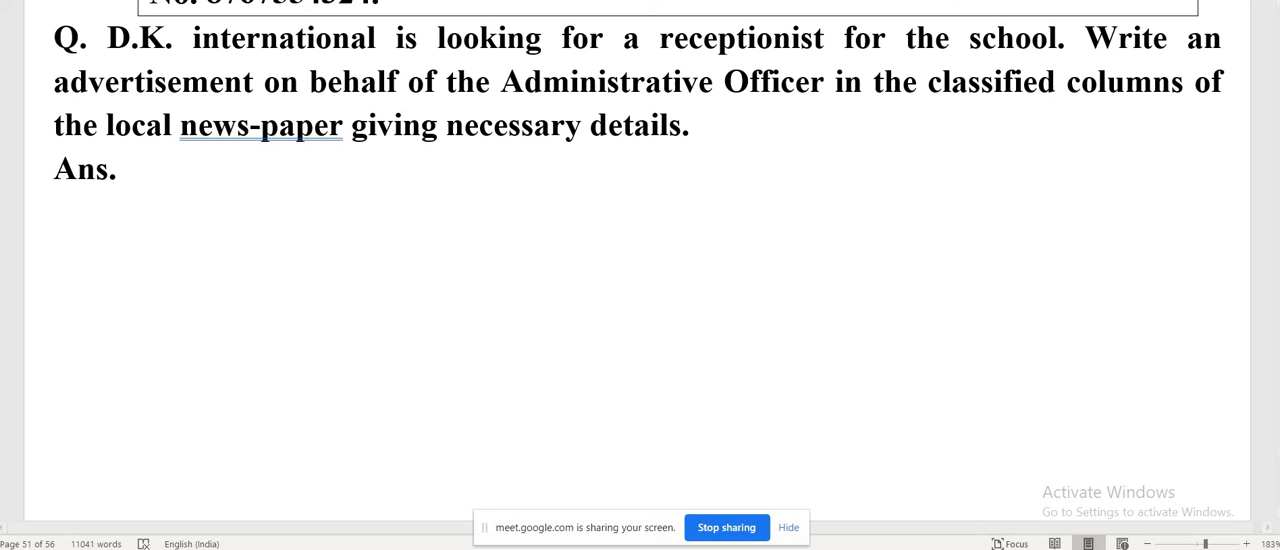 Q. D.K. international is looking for a receptionist for the school. Write an
advertisement on behalf of the Administrative Officer in the classified columns of
the local news-paper giving necessary details.
Ans.
Activate Windows
Go to Settings to activate Windows.
meet.google.com is sharing your screen. Stop sharing Hide
Page 51 of 56 11041 words English (India) Focus 183%